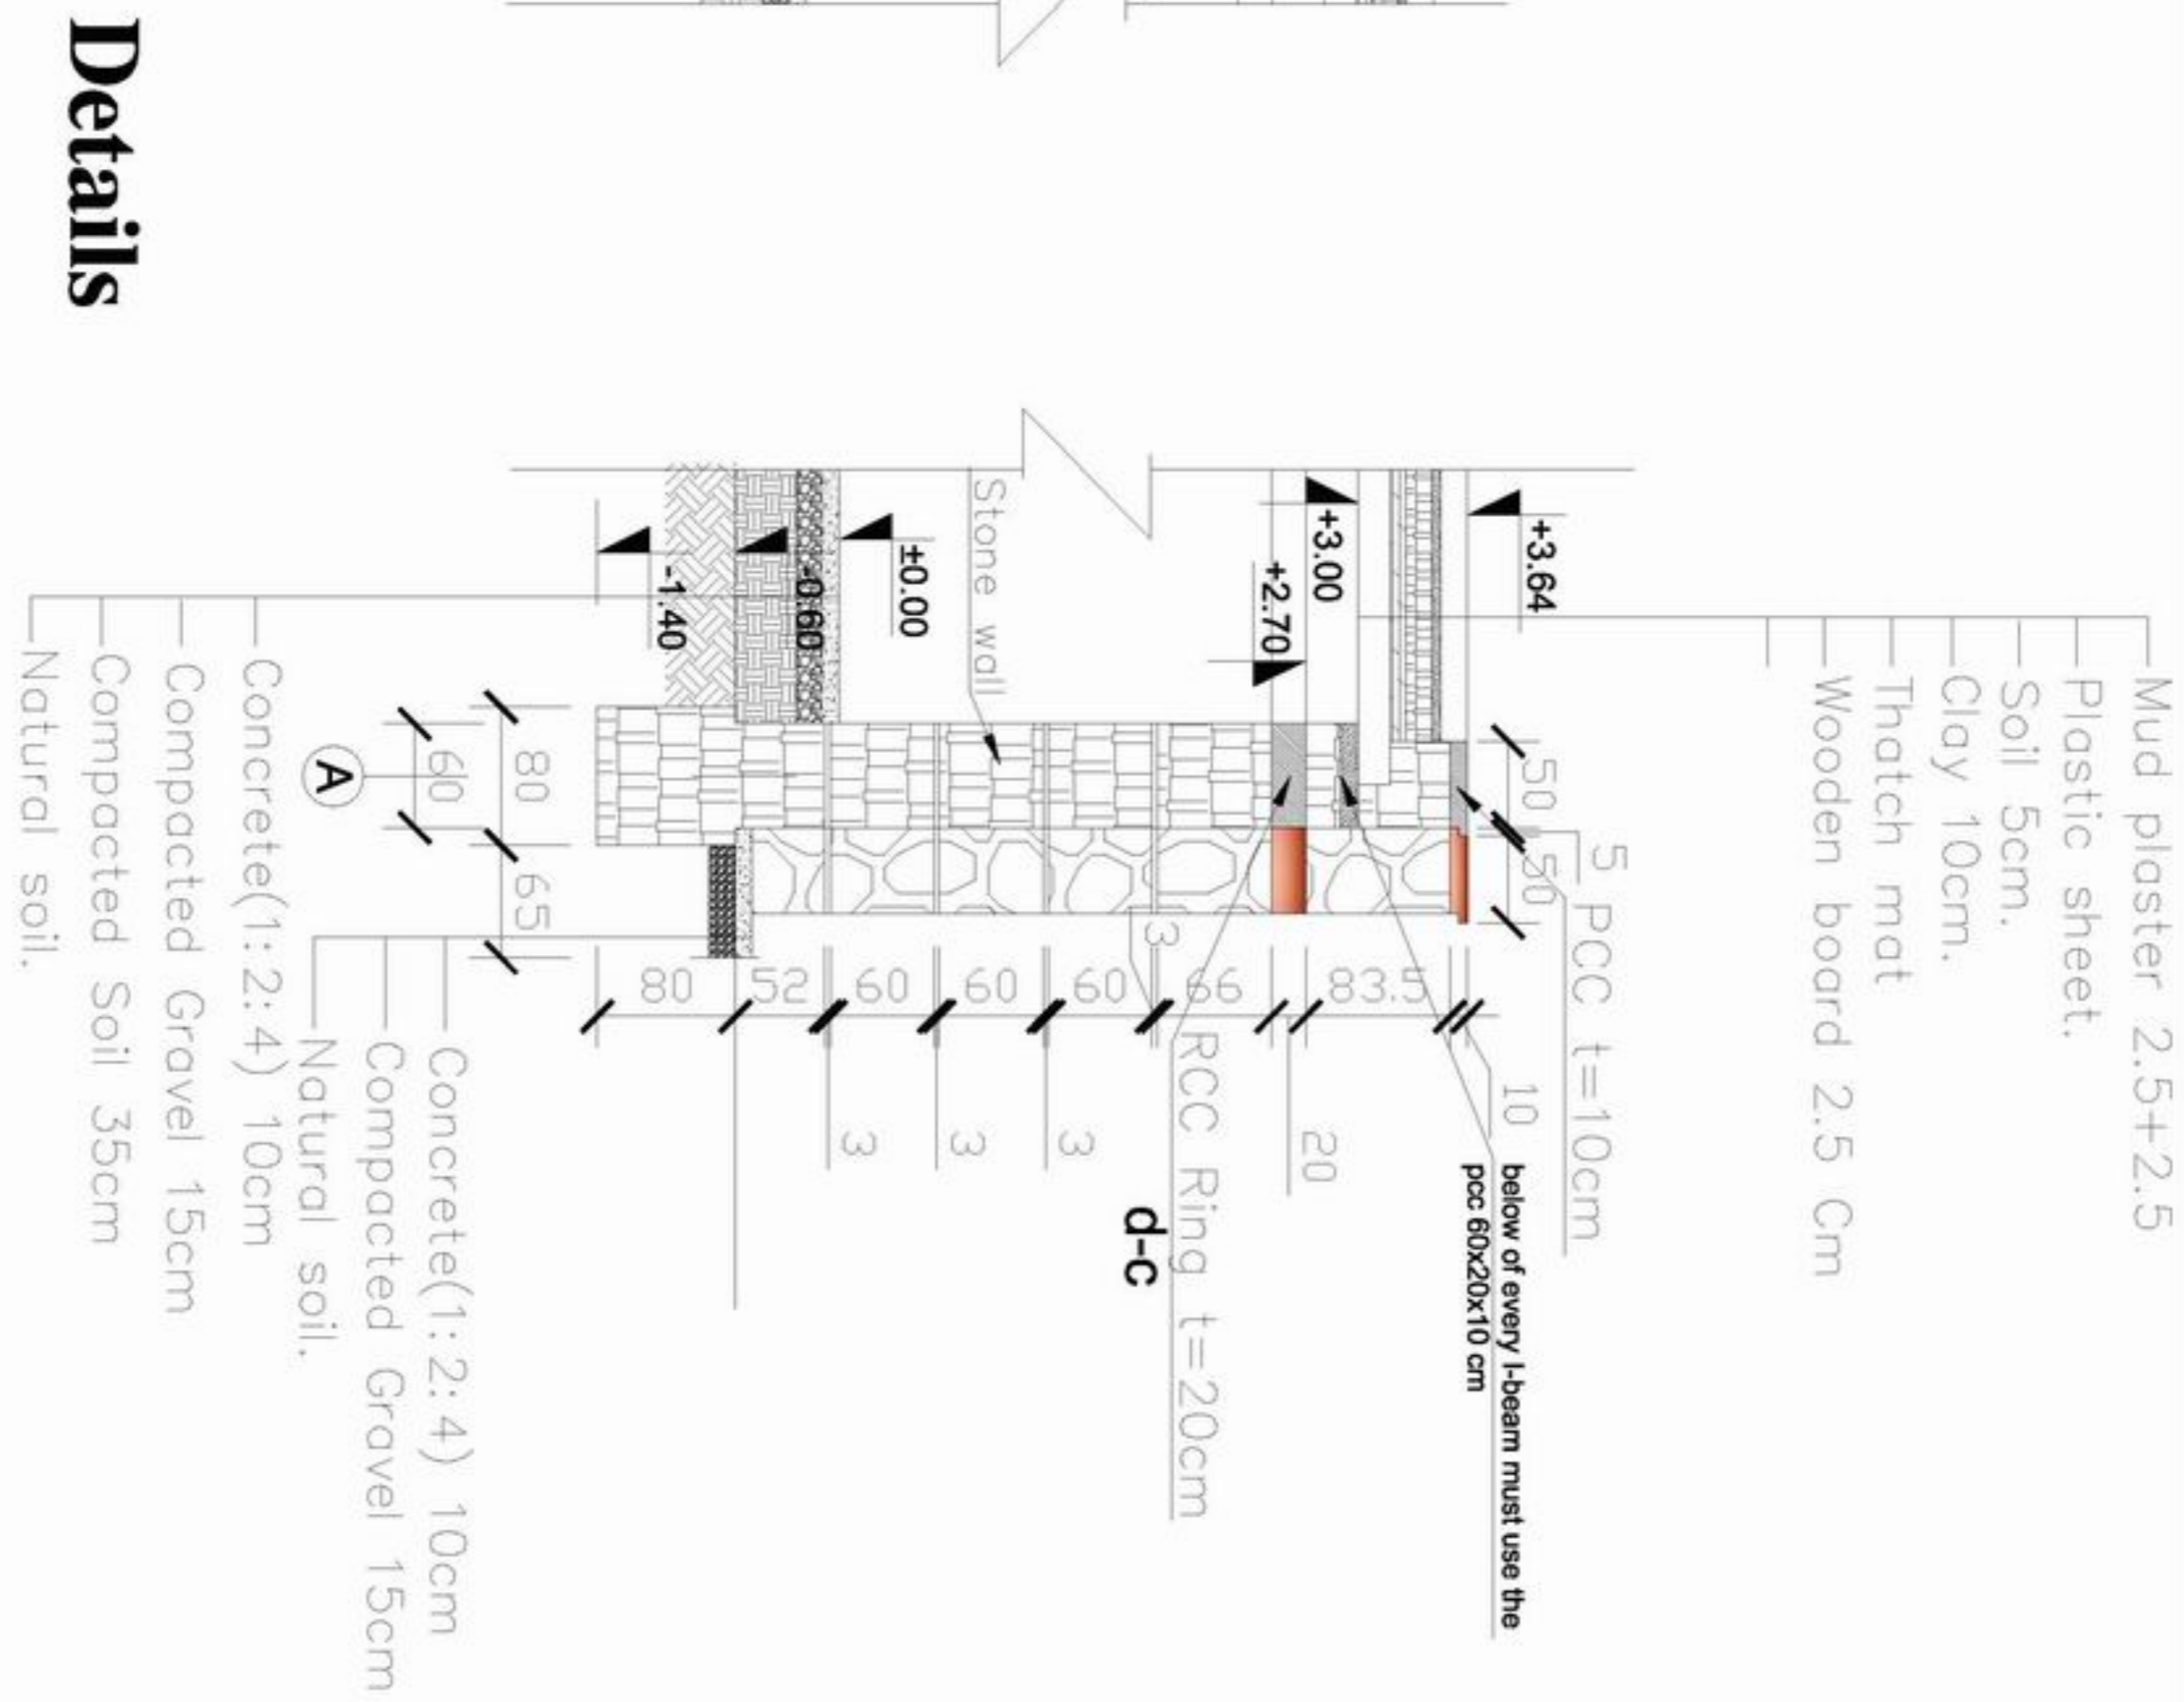 Mud plaster 2.5+2.5
Plastic sheet.
Soil 5cm.
Clay 10cm.
Thatch mat
Wooden board 2.5 Cm
5 PCC t=10cm
+3.64
50
50
10
below of every I-beam must use the
pcc 60x20x10 cm
+3.00
+2.70
83.5
20
RCC Ring t=20cm
66
3
d-c
Stone wall
60
3
60
3
60
3
±0.00
-0.60
52
-1.40
80
80
65
60
A
Concrete(1:2:4) 10cm
Compacted Gravel 15cm
Natural soil.
Concrete(1:2:4) 10cm
Compacted Gravel 15cm
Compacted Soil 35cm
Natural soil.
Details